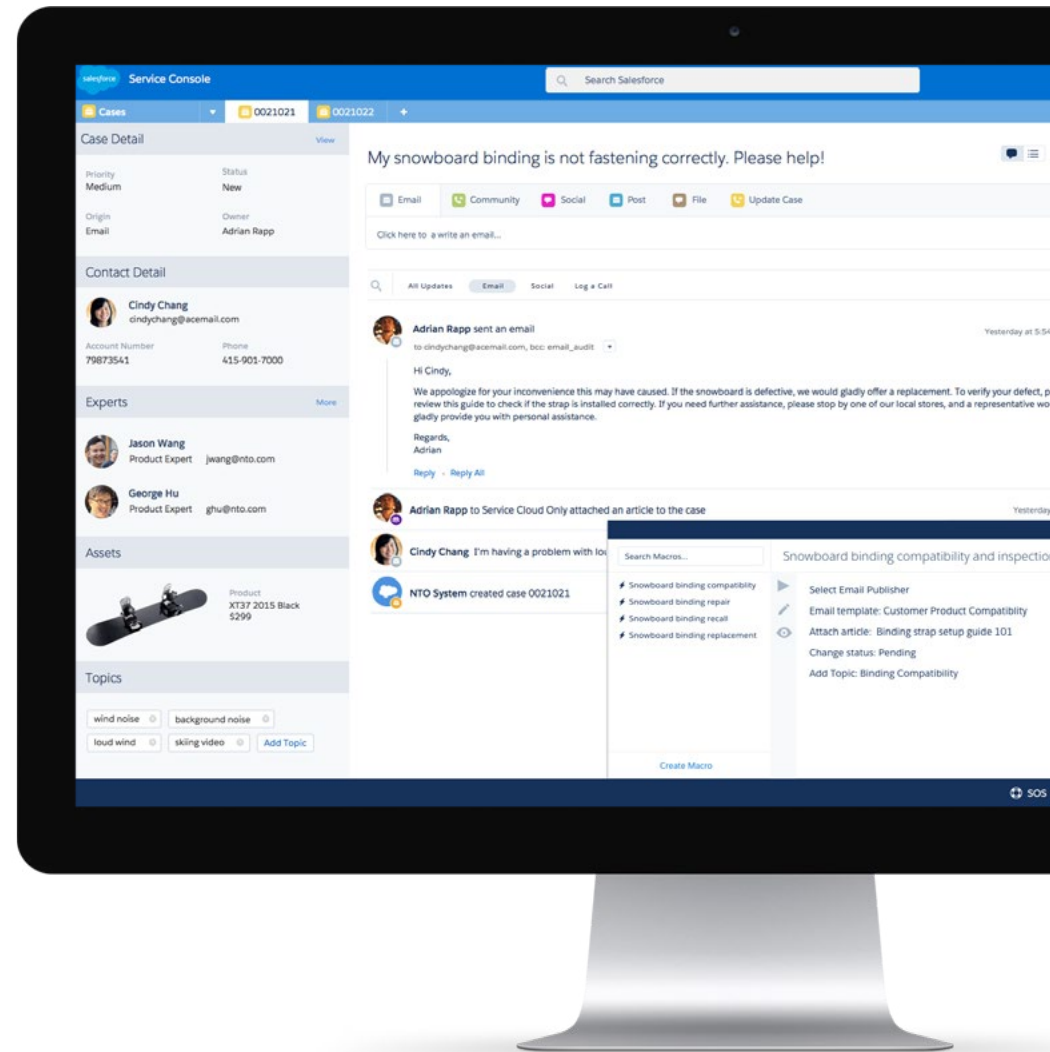 salesforce
Service Console
Search Salesforce
Cases
0021021
0021022
+
Case Detail
View
Priority
Medium
Status
New
Origin
Email
Owner
Adrian Rapp
Contact Detail
Cindy Chang
cindychang@acemail.com
Account Number
79873541
Phone
415-901-7000
Experts
More
Jason Wang
Product Expert jwang@nto.com
George Hu
Product Expert ghu@nto.com
Assets
Product
XT37 2015 Black
$299
Topics
wind noise
background noise
loud wind
skiing video
Add Topic
My snowboard binding is not fastening correctly. Please help!
Email
Community
Social
Post
File
Update Case
Click here to a write an email...
All Updates
Email
Social
Log a Call
Adrian Rapp sent an email
Yesterday at 5:54
to cindychang@acemail.com, bcc: email_audit
Hi Cindy,
We appologize for your inconvenience this may have caused. If the snowboard is defective, we would gladly offer a replacement. To verify your defect, p
review this guide to check if the strap is installed correctly. If you need further assistance, please stop by one of our local stores, and a representative wo
gladly provide you with personal assistance.
Regards,
Adrian
Reply · Reply All
Adrian Rapp to Service Cloud Only attached an article to the case
Yesterday
Cindy Chang I'm having a problem with lou
NTO System created case 0021021
Search Macros...
Snowboard binding compatiblity
Snowboard binding repair
Snowboard binding recall
Snowboard binding replacement
Create Macro
Snowboard binding compatibility and inspection
Select Email Publisher
Email template: Customer Product Compatiblity
Attach article: Binding strap setup guide 101
Change status: Pending
Add Topic: Binding Compatibility
SOS